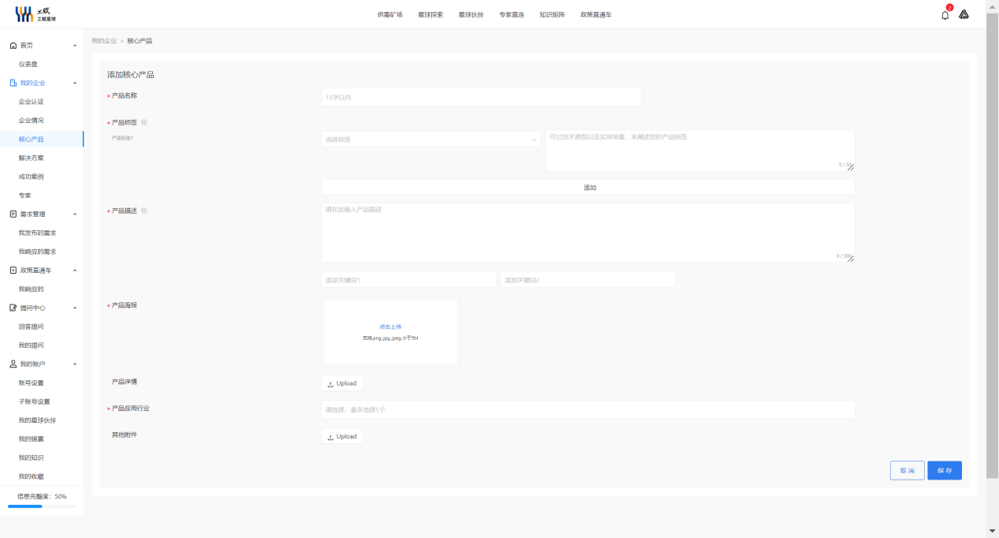 工赋
工赋星球
供需矿场 星球探索 星球伙伴 专家直连 知识矩阵 政策直通车
2
首页
仪表盘
我的企业
企业认证
企业情况
核心产品
解决方案
成功案例
专家
需求管理
我发布的需求
我响应的需求
政策直通车
我响应的
提问中心
回答提问
我的提问
我的账户
账号设置
子账号设置
我的星球伙伴
我的锦囊
我的知识
我的收藏
信息完整度：50%
我的企业 > 核心产品
添加核心产品
* 产品名称
15字以内
* 产品标签
产品标签1
选择标签
可过技术原型以及实用场景，来阐述您的产品标签
0 / 50
添加
* 产品描述
请在此输入产品描述
0 / 300
添加关键词1 添加关键词2
* 产品海报
点击上传
支持.png,.jpg,.jpeg,小于5M
产品详情
Upload
* 产品应用行业
请选择，最多选择5个
其他附件
Upload
取 消 保 存